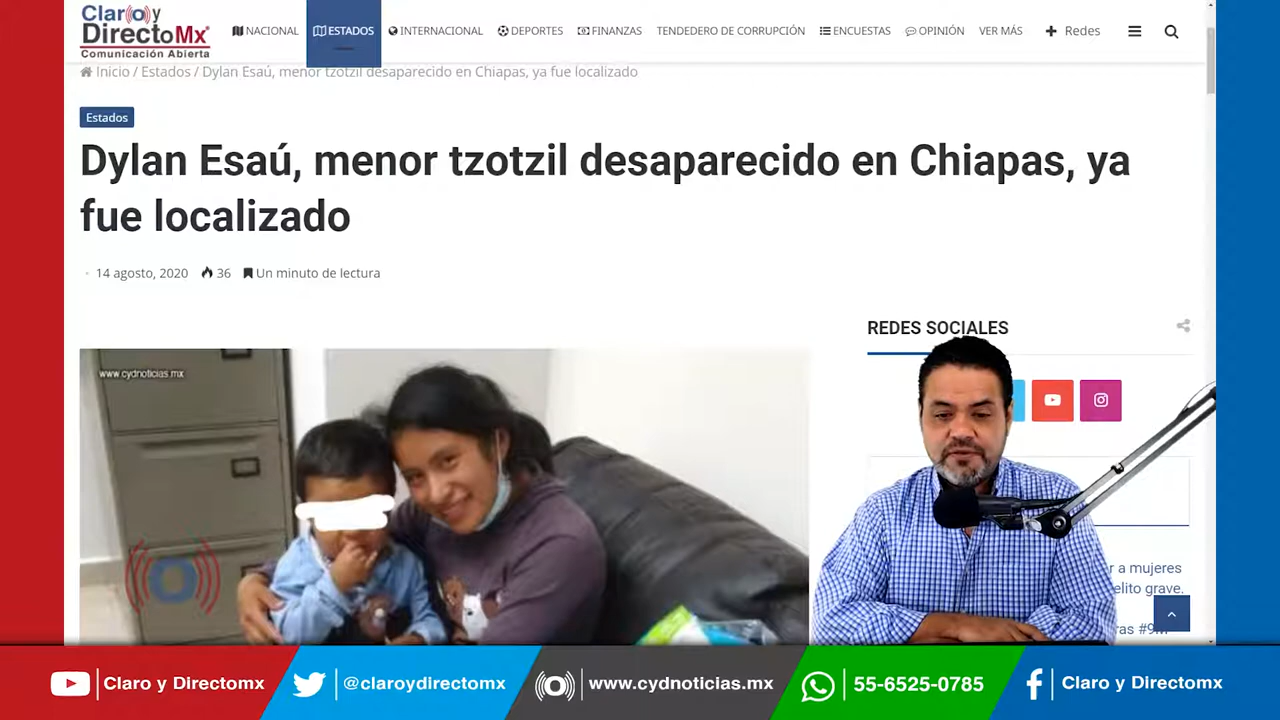 Claro y
DirectoMx
Comunicación Abierta
NACIONAL
ESTADOS
INTERNACIONAL
DEPORTES
FINANZAS
TENDEDERO DE CORRUPCIÓN
ENCUESTAS
OPINIÓN
VER MÁS
Redes
Inicio / Estados / Dylan Esaú, menor tzotzil desaparecido en Chiapas, ya fue localizado
Estados
Dylan Esaú, menor tzotzil desaparecido en Chiapas, ya
fue localizado
14 agosto, 2020 36 Un minuto de lectura
REDES SOCIALES
www.cydnoticias.mx
a mujeres
elito grave.
#9M
Claro y Directomx
@claroydirectomx
www.cydnoticias.mx
55-6525-0785
Claro y Directomx